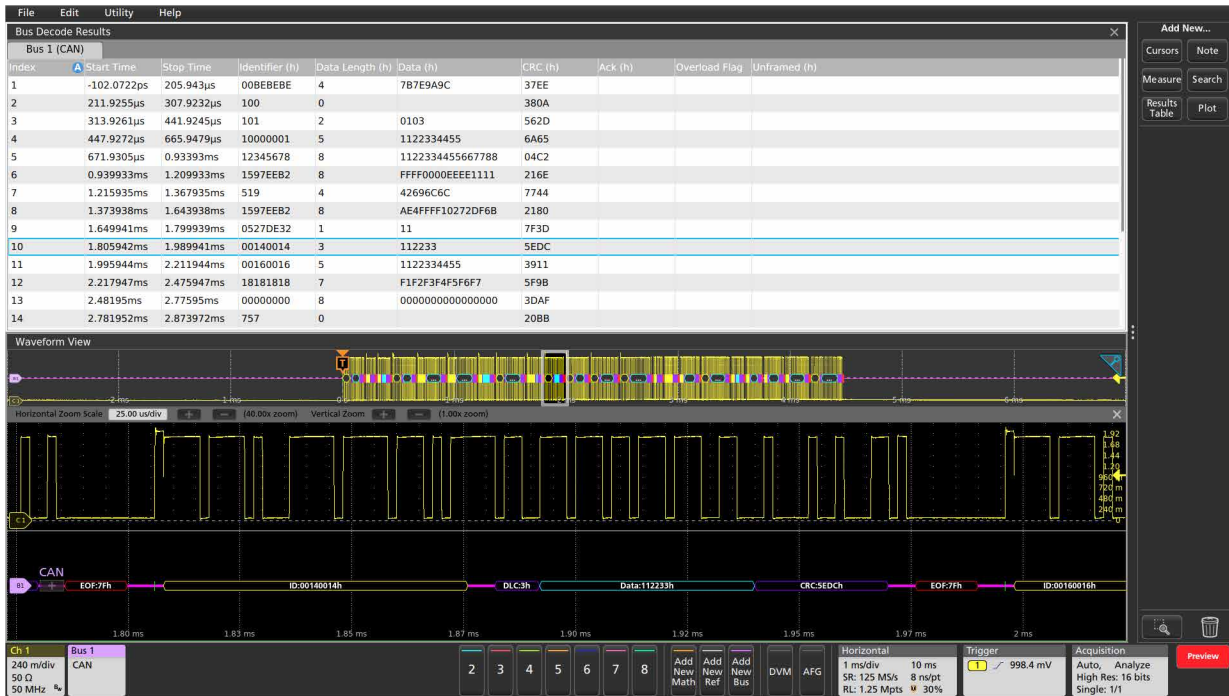 File Edit Utility Help
Bus Decode Results
Bus 1 (CAN)
Index A Start Time Stop Time Identifier (h) Data Length (h) Data (h) CRC (h) Ack (h) Overload Flag Unframed (h)
1 -102.0722ps 205.943µs 00BEBEBE 4 7B7E9A9C 37EE
2 211.9255µs 307.9232µs 100 0 380A
3 313.9261µs 441.9245µs 101 2 0103 562D
4 447.9272µs 665.9479µs 10000001 5 1122334455 6A65
5 671.9305µs 0.93393ms 12345678 8 1122334455667788 04C2
6 0.939933ms 1.209933ms 1597EEB2 8 FFFF0000EEEE1111 216E
7 1.215935ms 1.367935ms 519 4 42696C6C 7744
8 1.373938ms 1.643938ms 1597EEB2 8 AE4FFFF10272DF6B 2180
9 1.649941ms 1.799939ms 0527DE32 1 11 7F3D
10 1.805942ms 1.989941ms 00140014 3 112233 5EDC
11 1.995944ms 2.211944ms 00160016 5 1122334455 3911
12 2.217947ms 2.475947ms 18181818 7 F1F2F3F4F5F6F7 5F9B
13 2.48195ms 2.77595ms 00000000 8 0000000000000000 3DAF
14 2.781952ms 2.873972ms 757 0 20BB
Add New...
Cursors Note
Measure Search
Results Table Plot
Waveform View
T
B1
C1
Horizontal Zoom Scale 25.00 us/div + - (40.00x zoom) Vertical Zoom + - (1.00x zoom)
1.92
1.68
1.44
1.20
720 m
480 m
240 m
C1
CAN
B1 + EOF:7Fh ID:00140014h DLC:3h Data:112233h CRC:5EDCh EOF:7Fh ID:00160016h
1.80 ms 1.83 ms 1.85 ms 1.87 ms 1.90 ms 1.92 ms 1.95 ms 1.97 ms 2 ms
Ch 1
240 m/div
50 Ω
50 MHz Bw
Bus 1
CAN
2 3 4 5 6 7 8
Add New Math
Add New Ref
Add New Bus
DVM AFG
Horizontal
1 ms/div 10 ms
SR: 125 MS/s 8 ns/pt
RL: 1.25 Mpts 30%
Trigger
1 998.4 mV
Acquisition
Auto, Analyze
High Res: 16 bits
Single: 1/1
Preview